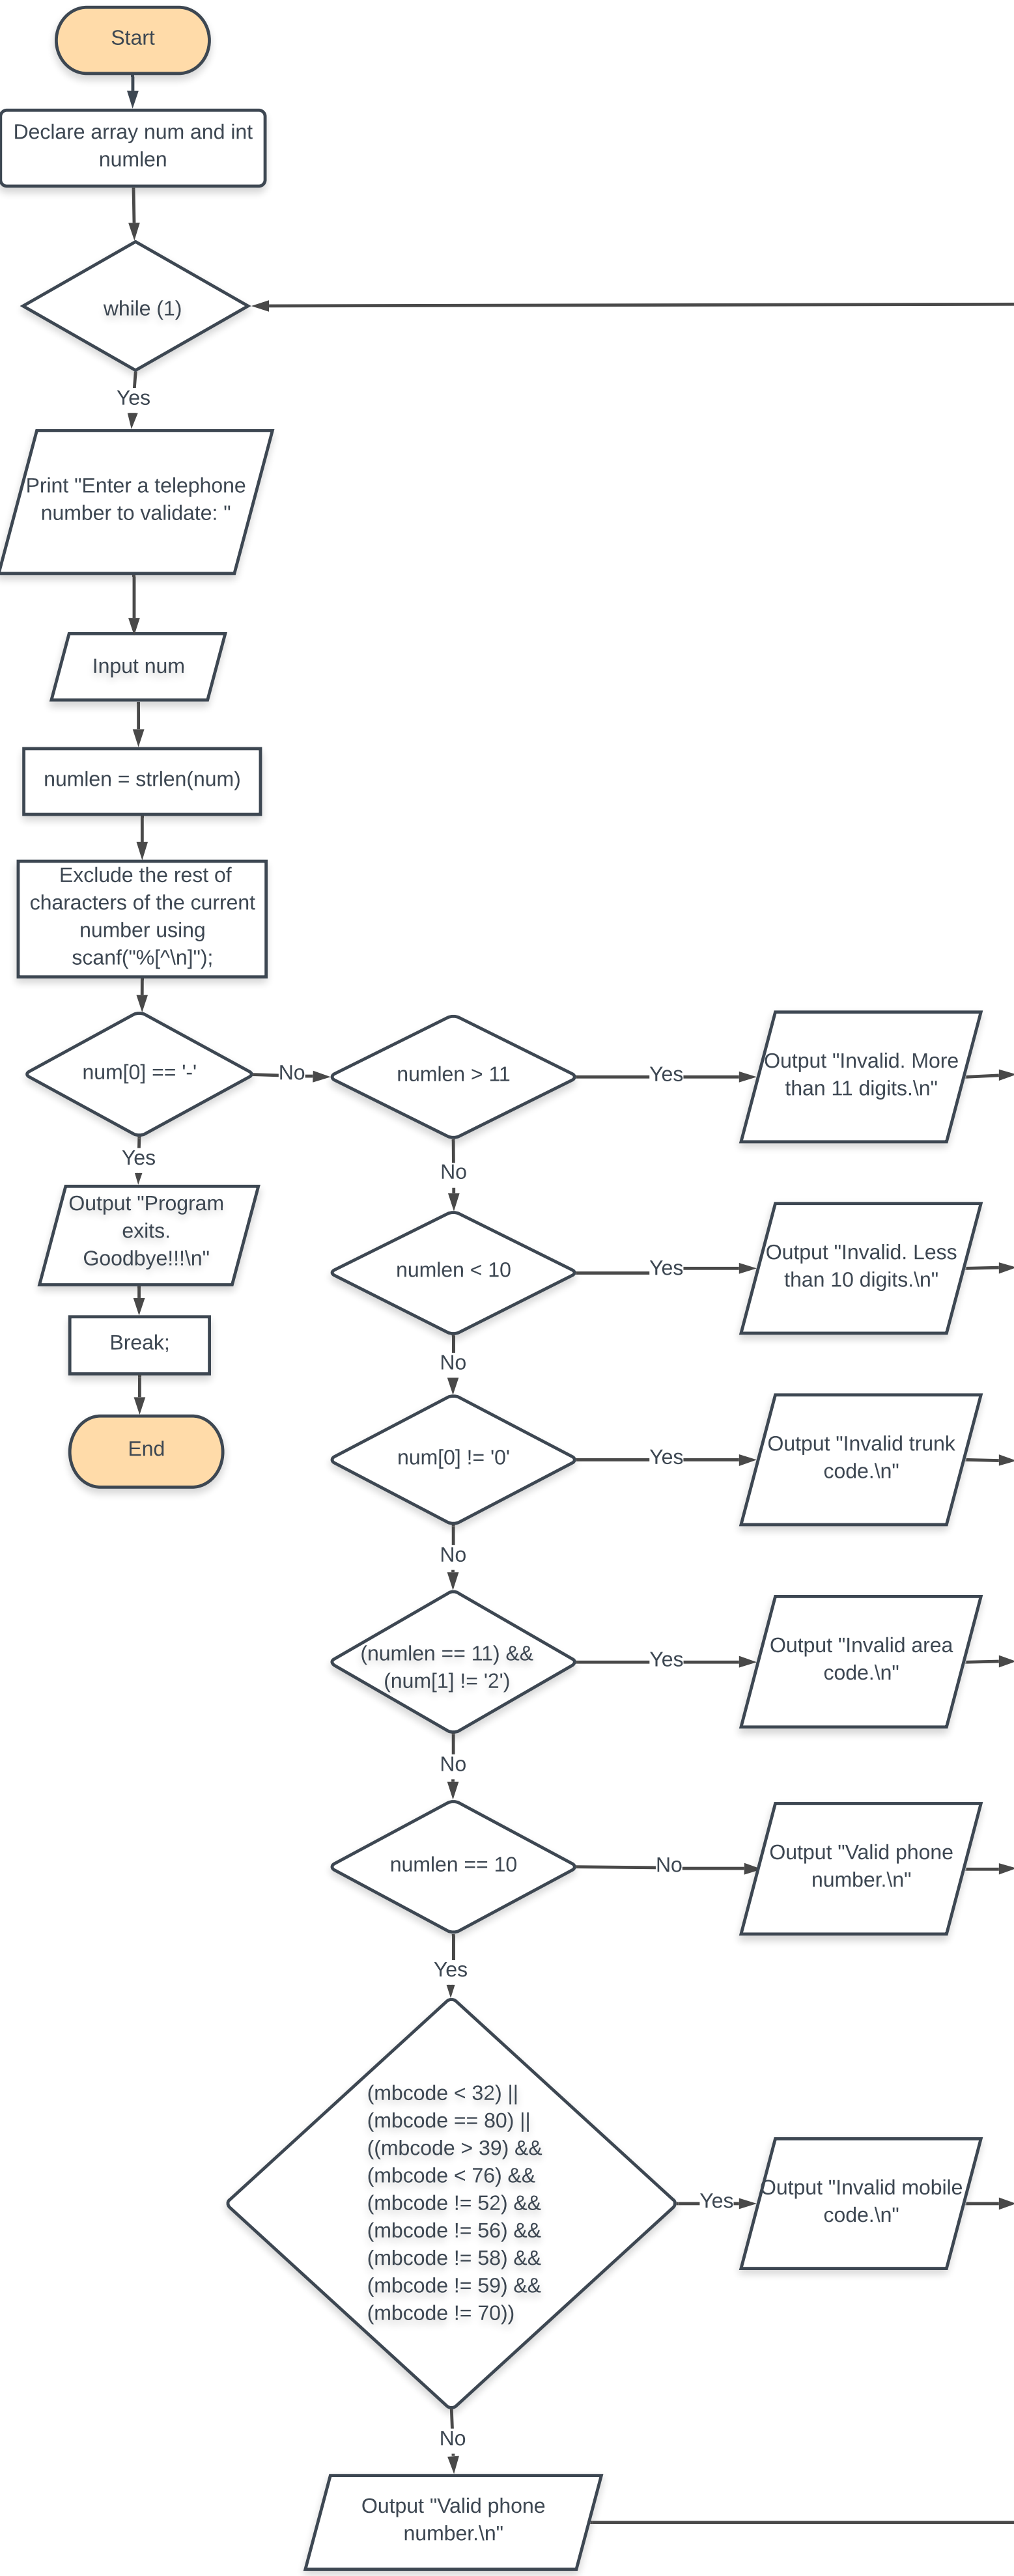 Start
Declare array num and int
numlen
while (1)
Yes
Print "Enter a telephone
number to validate: "
Input num
numlen = strlen(num)
Exclude the rest of
characters of the current
number using
scanf("%[^\n]");
num[0] == '-'
No
Yes
Output "Program
exits.
Goodbye!!!\n"
Break;
End
numlen > 11
Yes
Output "Invalid. More
than 11 digits.\n"
No
numlen < 10
Yes
Output "Invalid. Less
than 10 digits.\n"
No
num[0] != '0'
Yes
Output "Invalid trunk
code.\n"
No
(numlen == 11) &&
(num[1] != '2')
Yes
Output "Invalid area
code.\n"
No
numlen == 10
No
Output "Valid phone
number.\n"
Yes
(mbcode < 32) ||
(mbcode == 80) ||
((mbcode > 39) &&
(mbcode < 76) &&
(mbcode != 52) &&
(mbcode != 56) &&
(mbcode != 58) &&
(mbcode != 59) &&
(mbcode != 70))
Yes
Output "Invalid mobile
code.\n"
No
Output "Valid phone
number.\n"